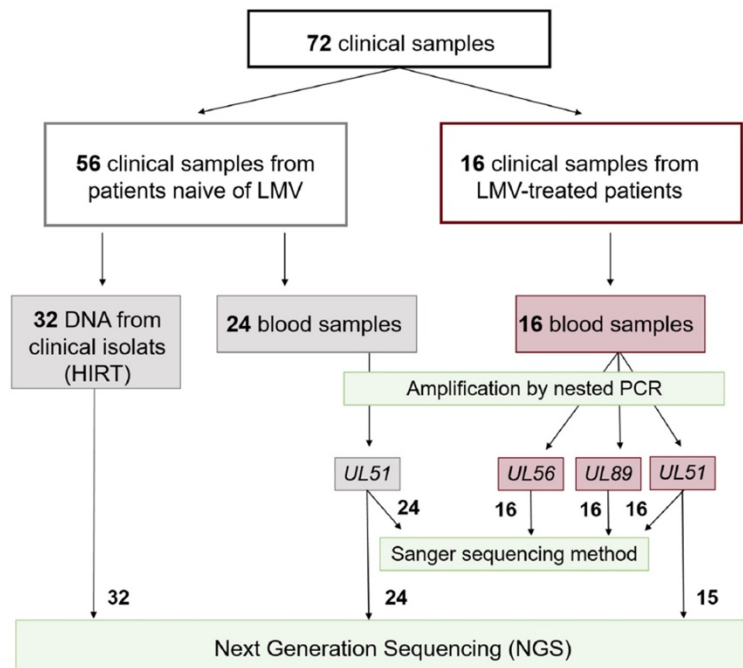 72 clinical samples
56 clinical samples from
patients naive of LMV
16 clinical samples from
LMV-treated patients
32 DNA from
clinical isolats
(HIRT)
24 blood samples
16 blood samples
Amplification by nested PCR
UL51
UL56
UL89
UL51
24
16
16
16
Sanger sequencing method
32
24
15
Next Generation Sequencing (NGS)